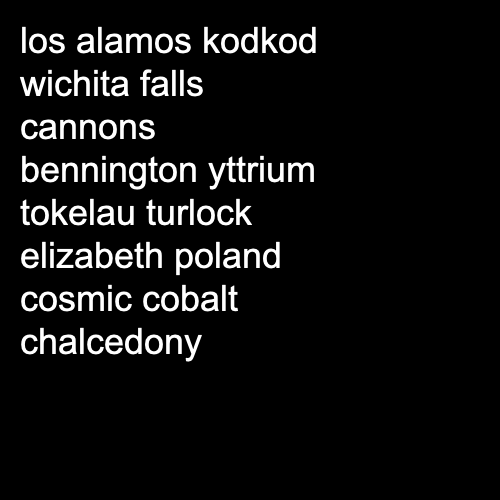 los alamos kodkod
wichita falls
cannons
bennington yttrium
tokelau turlock
elizabeth poland
cosmic cobalt
chalcedony